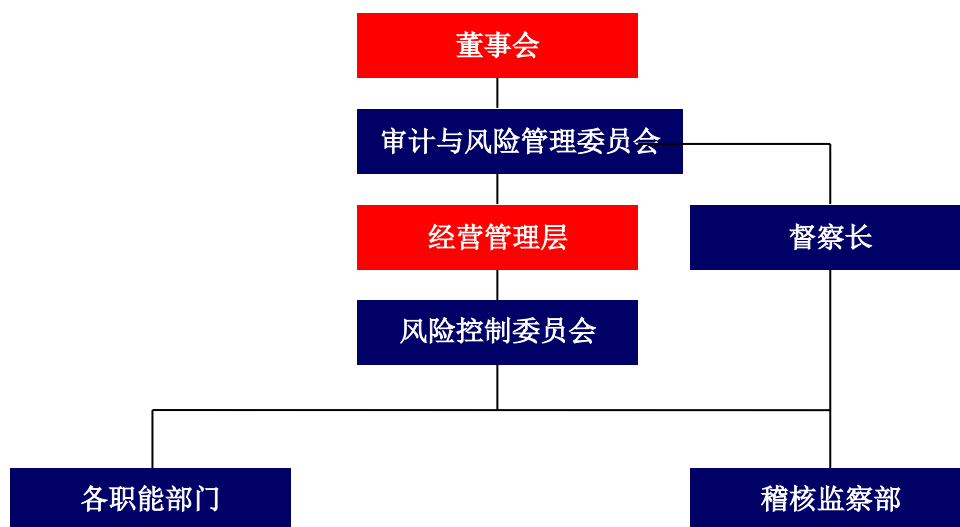 董事会
审计与风险管理委员会
经营管理层
督察长
风险控制委员会
各职能部门
稽核监察部